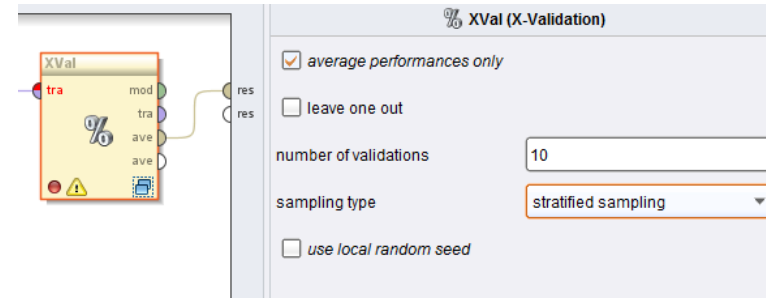 XVal (X-Validation)
XVal
tra
mod
tra
ave
ave
res
res
average performances only
leave one out
number of validations
10
sampling type
stratified sampling
use local random seed